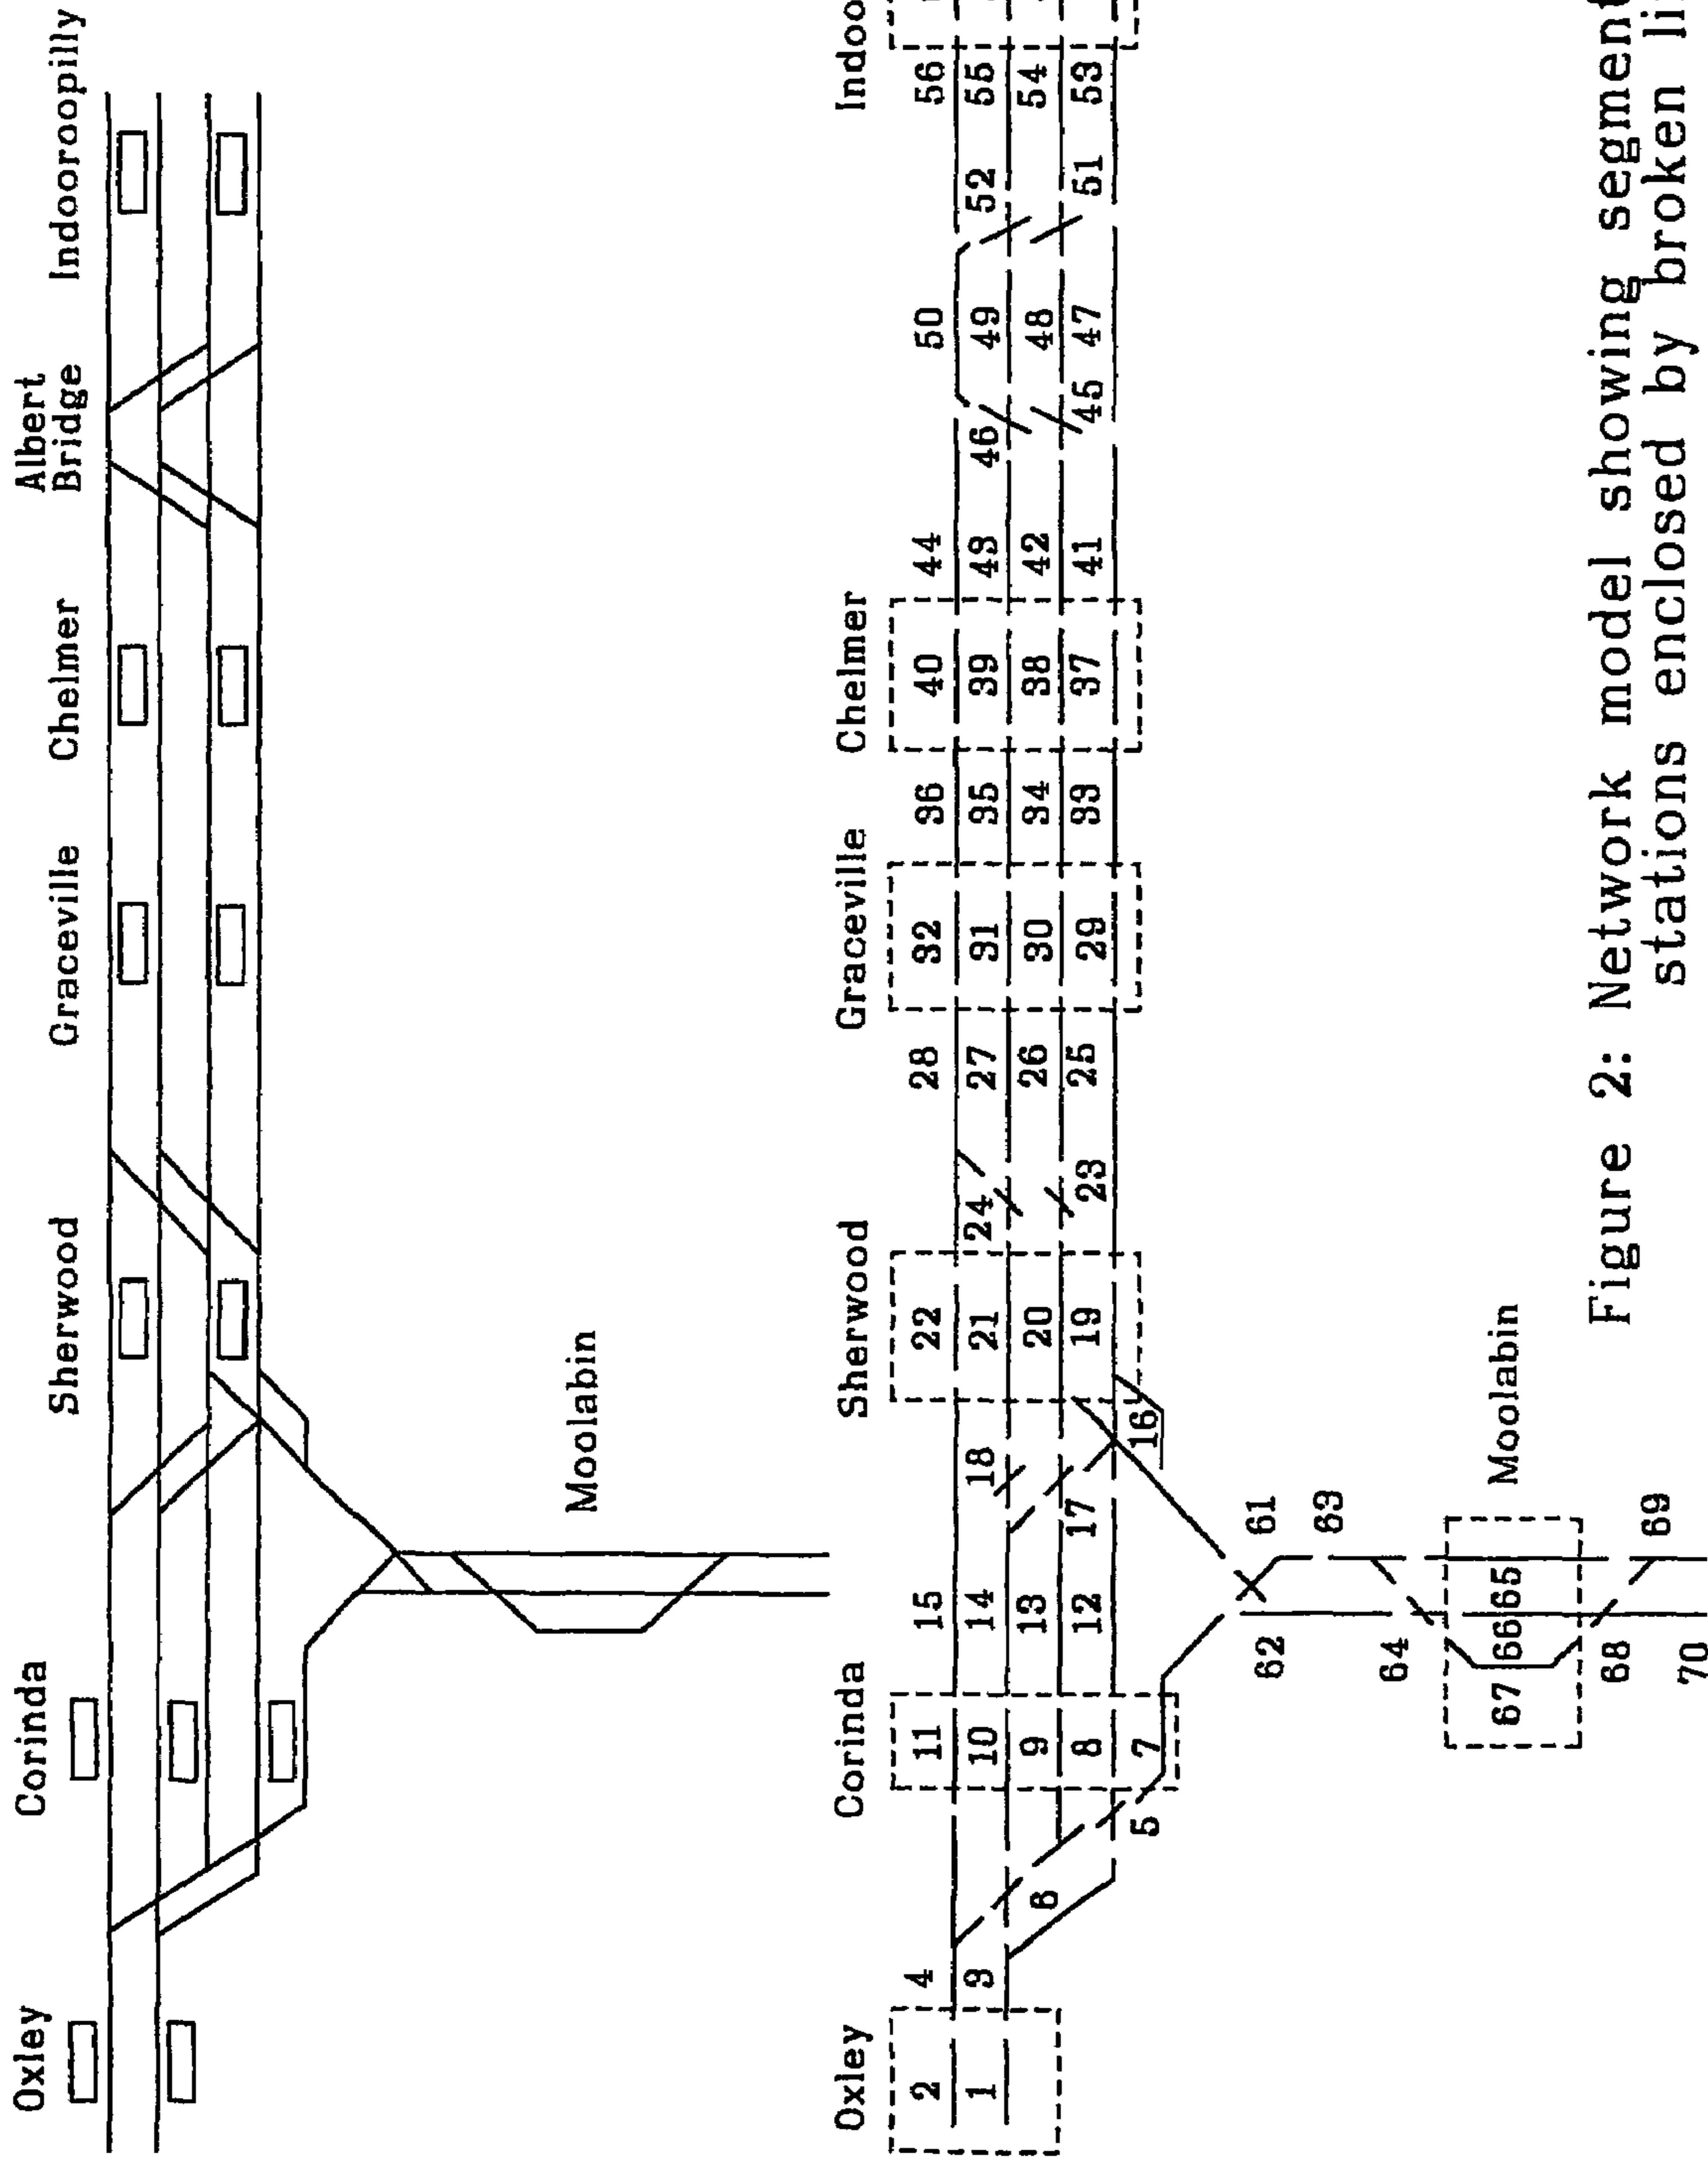 Oxley Corinda Albert
Sherwood Graceville Chelmer Bridge Indooroopilly
Moolabin
Oxley Corinda Sherwood Graceville Chelmer Indoo
2 4 11 15 22 28 32 36 40 44 50 56
1 3 10 14 18 21 24 27 31 35 39 43 46 49 52 55
6 9 13 20 26 30 34 38 42 48 54
8 12 17 19 23 25 29 33 37 41 45 47 51 53
5 7 16
62 61
63
64
67 66 65 Moolabin
68
69
70
Figure 2: Network model showing segment
stations enclosed by broken li